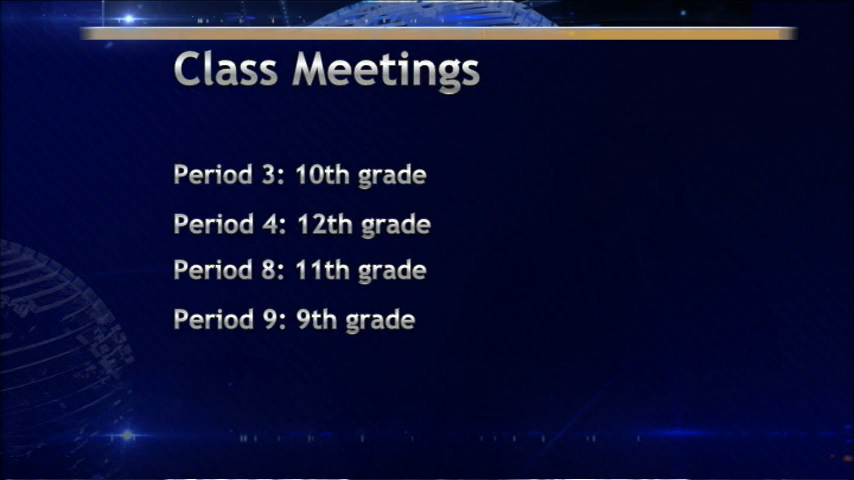 Class Meetings
Period 3: 10th grade
Period 4: 12th grade
Period 8: 11th grade
Period 9: 9th grade